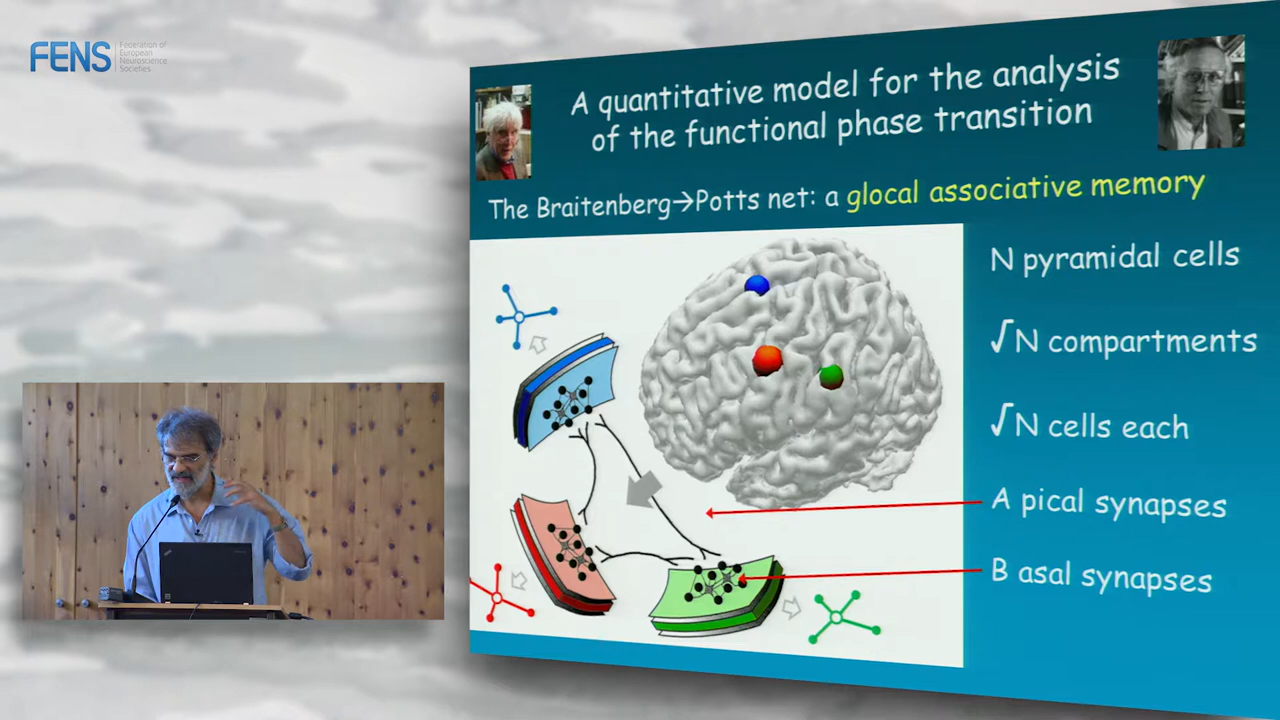 FENS
Federation of
European
Neuroscience
Societies
A quantitative model for the analysis
of the functional phase transition
The Braitenberg→Potts net: a glocal associative memory
N pyramidal cells
√N compartments
√N cells each
A pical synapses
B asal synapses